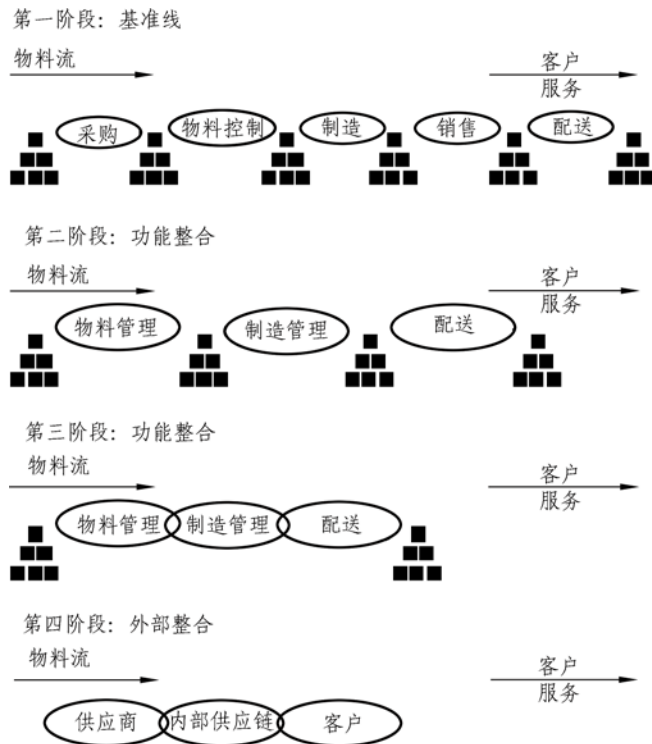 第一阶段：基准线
物料流
客户
服务
采购
物料控制
制造
销售
配送
第二阶段：功能整合
物料流
客户
服务
物料管理
制造管理
配送
第三阶段：功能整合
物料流
客户
服务
物料管理
制造管理
配送
第四阶段：外部整合
物料流
客户
服务
供应商
内部供应链
客户